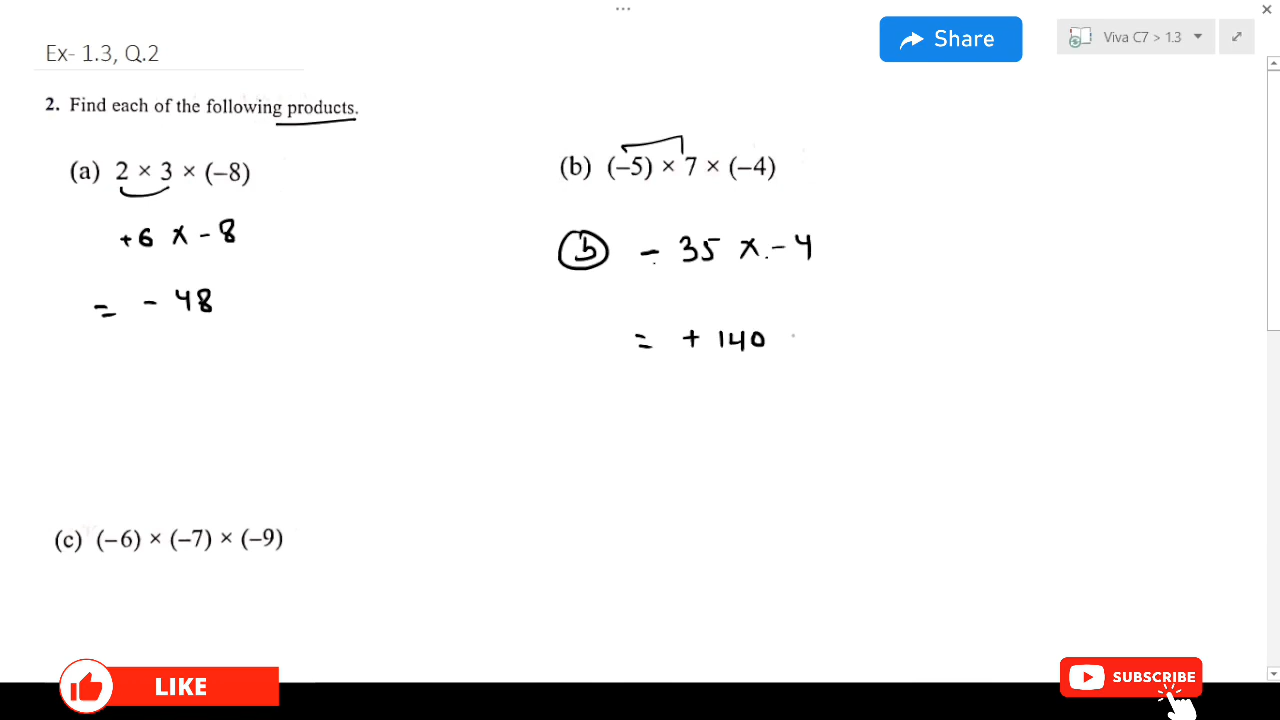 Ex- 1.3, Q.2
Share
Viva C7 > 1.3
2. Find each of the following products.
(a) 2 × 3 × (−8)
+6 x - 8
= - 48
(b) (−5) × 7 × (−4)
b - 35 x - 4
= + 140
(c) (−6) × (−7) × (−9)
LIKE
SUBSCRIBE